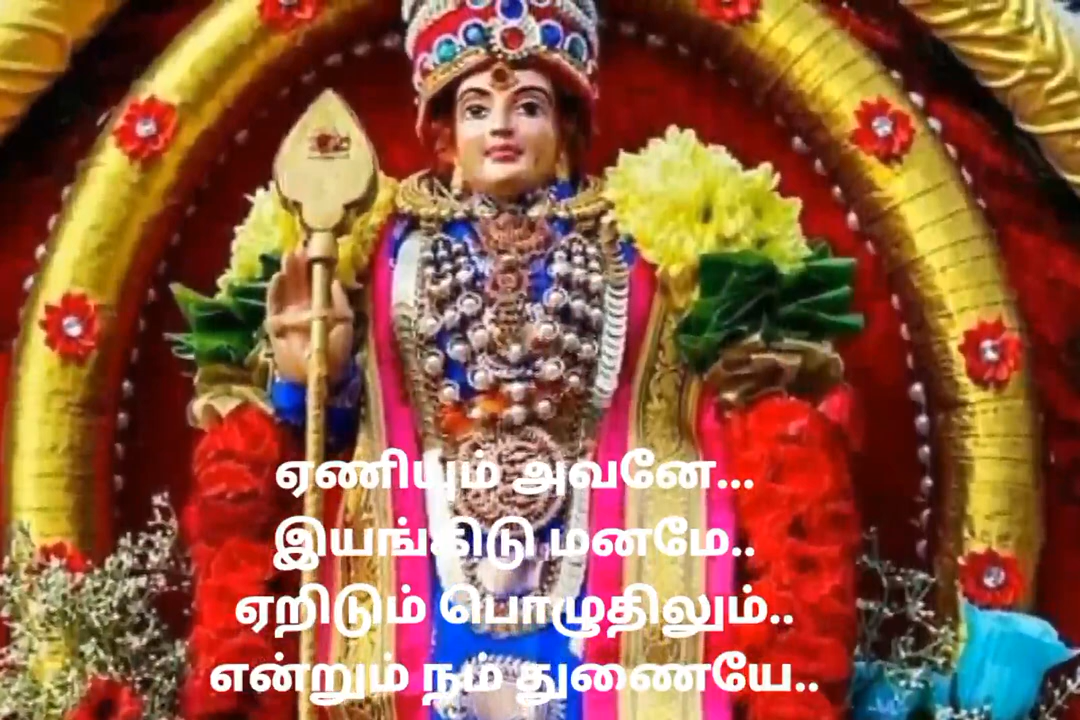 ஏணியும் அவனே...
இயங்கிடு மனமே..
ஏறிடும் பொழுதிலும்..
என்றும் நம் துணையே..